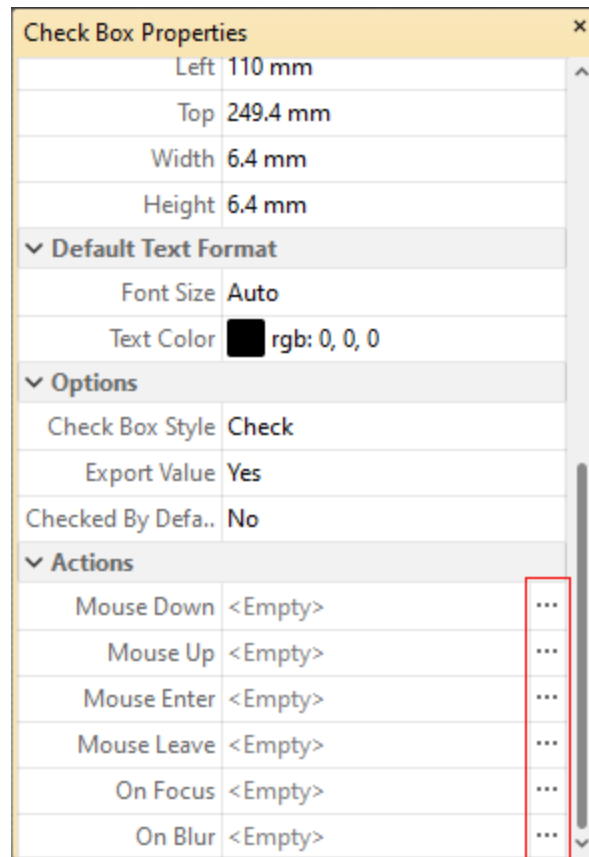 Check Box Properties
Left 110 mm
Top 249.4 mm
Width 6.4 mm
Height 6.4 mm
Default Text Format
Font Size Auto
Text Color rgb: 0, 0, 0
Options
Check Box Style Check
Export Value Yes
Checked By Defa.. No
Actions
Mouse Down <Empty> ...
Mouse Up <Empty> ...
Mouse Enter <Empty> ...
Mouse Leave <Empty> ...
On Focus <Empty> ...
On Blur <Empty> ...